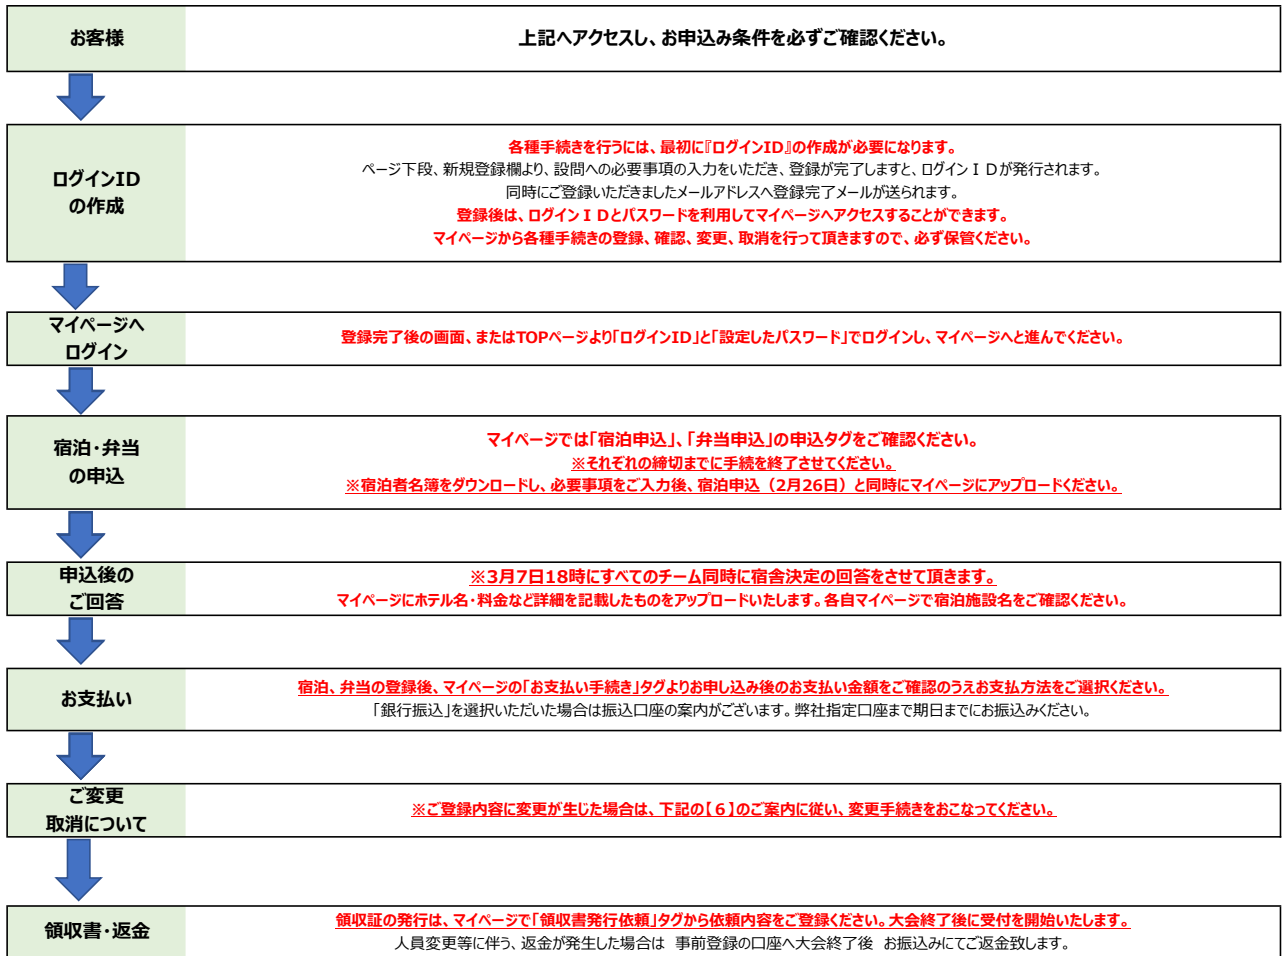 お客様
上記へアクセスし、お申込み条件を必ずご確認ください。
ログインID
の作成
各種手続きを行うには、最初に『ログインID』の作成が必要になります。
ページ下段、新規登録欄より、設問への必要事項の入力をいただき、登録が完了しますと、ログインＩＤが発行されます。
同時にご登録いただきましたメールアドレスへ登録完了メールが送られます。
登録後は、ログインＩＤとパスワードを利用してマイページへアクセスすることができます。
マイページから各種手続きの登録、確認、変更、取消を行って頂きますので、必ず保管ください。
マイページへ
ログイン
登録完了後の画面、またはTOPページより「ログインID」と「設定したパスワード」でログインし、マイページへと進んでください。
宿泊・弁当
の申込
マイページでは「宿泊申込」、「弁当申込」の申込タグをご確認ください。
※それぞれの締切までに手続を終了させてください。
※宿泊者名簿をダウンロードし、必要事項をご入力後、宿泊申込（2月26日）と同時にマイページにアップロードください。
申込後の
ご回答
※3月7日18時にすべてのチーム同時に宿舎決定の回答をさせて頂きます。
マイページにホテル名・料金など詳細を記載したものをアップロードいたします。各自マイページで宿泊施設名をご確認ください。
お支払い
宿泊、弁当の登録後、マイページの「お支払い手続き」タグよりお申し込み後のお支払い金額をご確認のうえお支払方法をご選択ください。
「銀行振込」を選択いただいた場合は振込口座の案内がございます。弊社指定口座まで期日までにお振込みください。
ご変更
取消について
※ご登録内容に変更が生じた場合は、下記の【６】のご案内に従い、変更手続きをおこなってください。
領収書・返金
領収証の発行は、マイページで「領収書発行依頼」タグから依頼内容をご登録ください。大会終了後に受付を開始いたします。
人員変更等に伴う、返金が発生した場合は　事前登録の口座へ大会終了後　お振込みにてご返金致します。